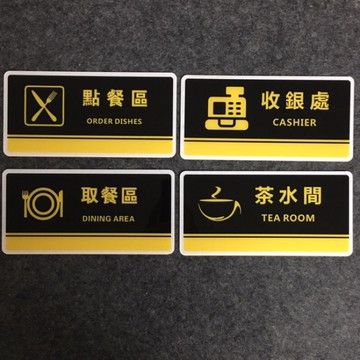 點餐區
ORDER DISHES
收銀處
CASHIER
取餐區
DINING AREA
茶水間
TEA ROOM